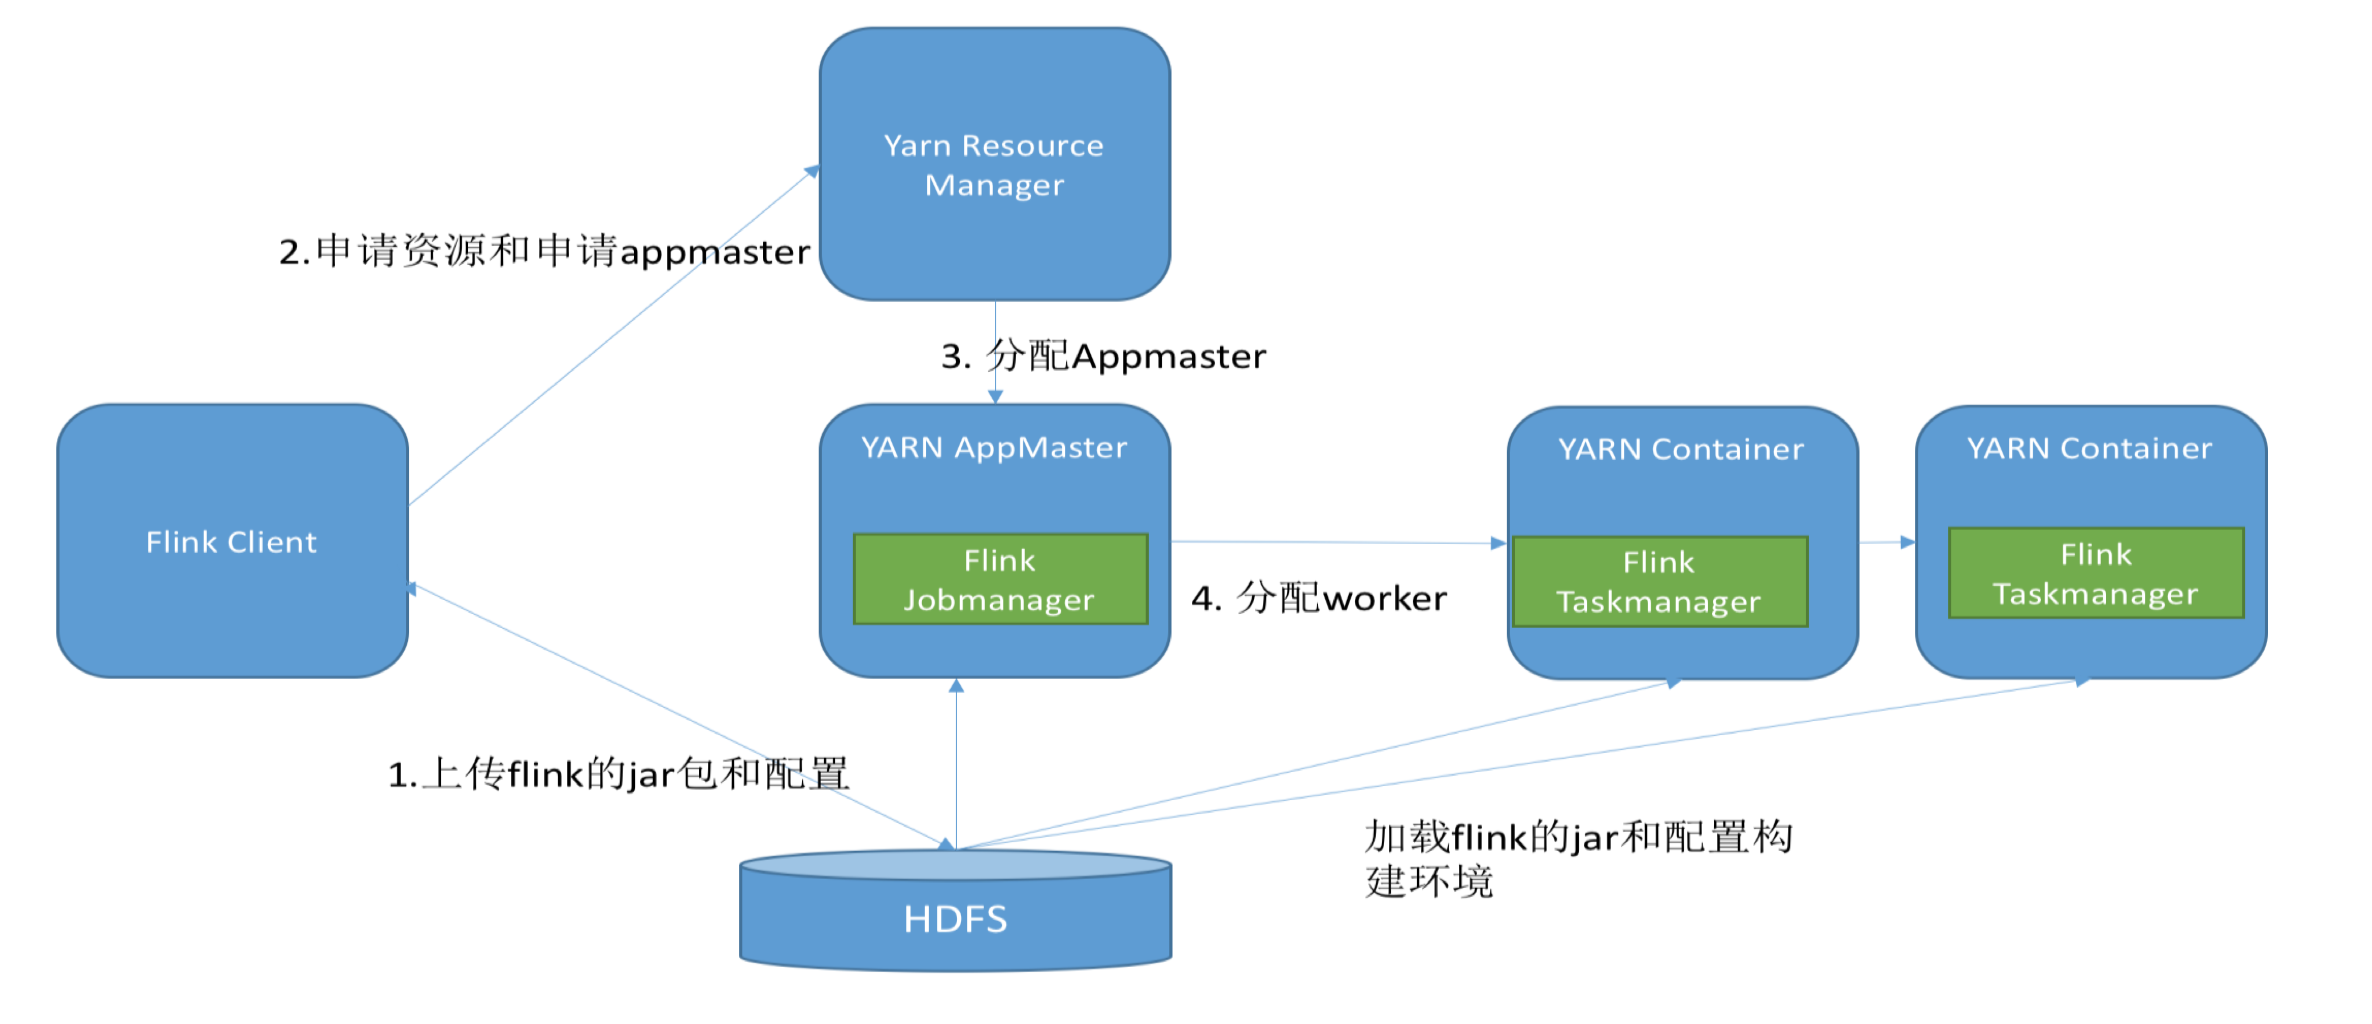 Yarn Resource
Manager
2.申请资源和申请appmaster
3. 分配Appmaster
Flink Client
YARN AppMaster
Flink
Jobmanager
4. 分配worker
YARN Container
Flink
Taskmanager
YARN Container
Flink
Taskmanager
1.上传flink的jar包和配置
加载flink的jar和配置构
建环境
HDFS